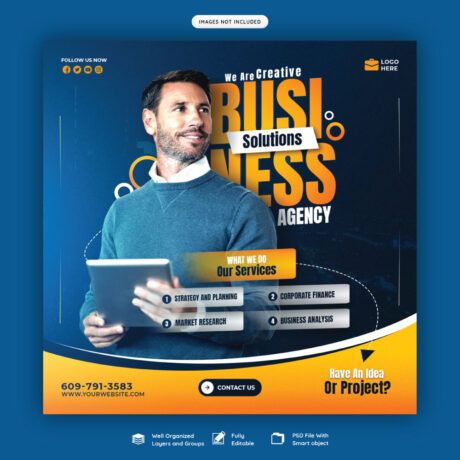 IMAGES NOT INCLUDED
FOLLOW US NOW
LOGO
HERE
We Are Creative
BUSI
Solutions
NESS
AGENCY
WHAT WE DO
Our Services
1 STRATEGY AND PLANNING
2 CORPORATE FINANCE
3 MARKET RESEARCH
4 BUSINESS ANALYSIS
Have An Idea
Or Project?
609-791-3583
WWW.YOURWEBSITE.COM
CONTACT US
Well Organized
Layers and Groups
Fully
Editable
PSD File With
Smart object